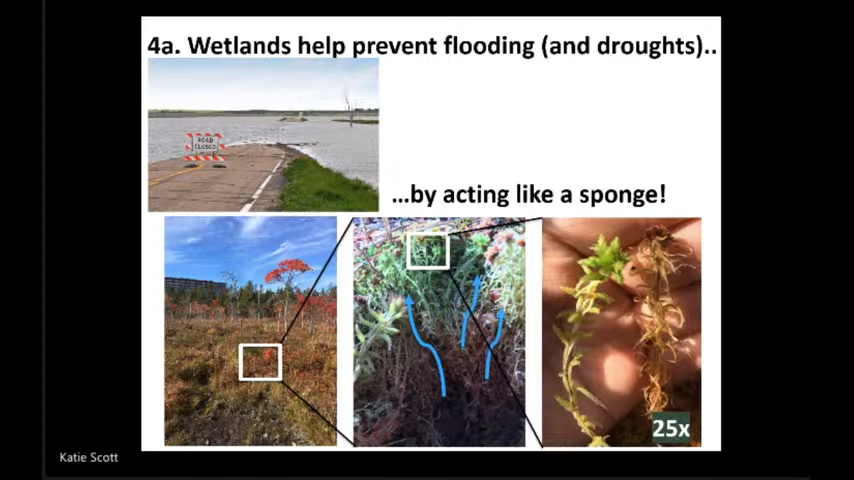 4a. Wetlands help prevent flooding (and droughts)..
ROAD
CLOSED
...by acting like a sponge!
25x
Katie Scott